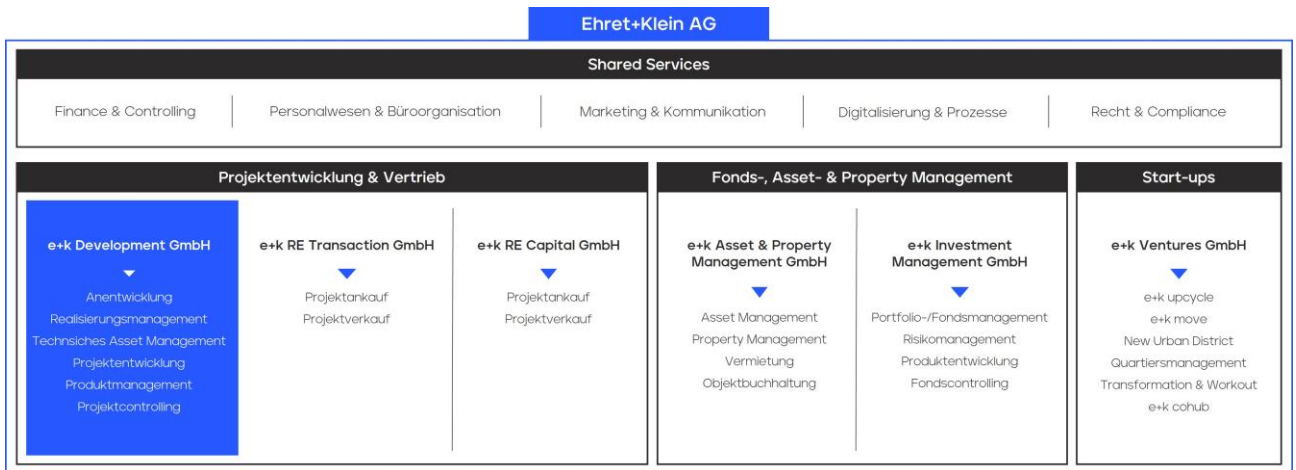 Ehret+Klein AG
Shared Services
Finance & Controlling
Personalwesen & Büroorganisation
Marketing & Kommunikation
Digitalisierung & Prozesse
Recht & Compliance
Projektentwicklung & Vertrieb
e+k Development GmbH
Anentwicklung
Realisierungsmanagement
Technsiches Asset Management
Projektentwicklung
Produktmanagement
Projektcontrolling
e+k RE Transaction GmbH
Projektankauf
Projektverkauf
e+k RE Capital GmbH
Projektankauf
Projektverkauf
Fonds-, Asset- & Property Management
e+k Asset & Property
Management GmbH
Asset Management
Property Management
Vermietung
Objektbuchhaltung
e+k Investment
Management GmbH
Portfolio-/Fondsmanagement
Risikomanagement
Produktentwicklung
Fondscontrolling
Start-ups
e+k Ventures GmbH
e+k upcycle
e+k move
New Urban District
Quartiersmanagement
Transformation & Workout
e+k cohub